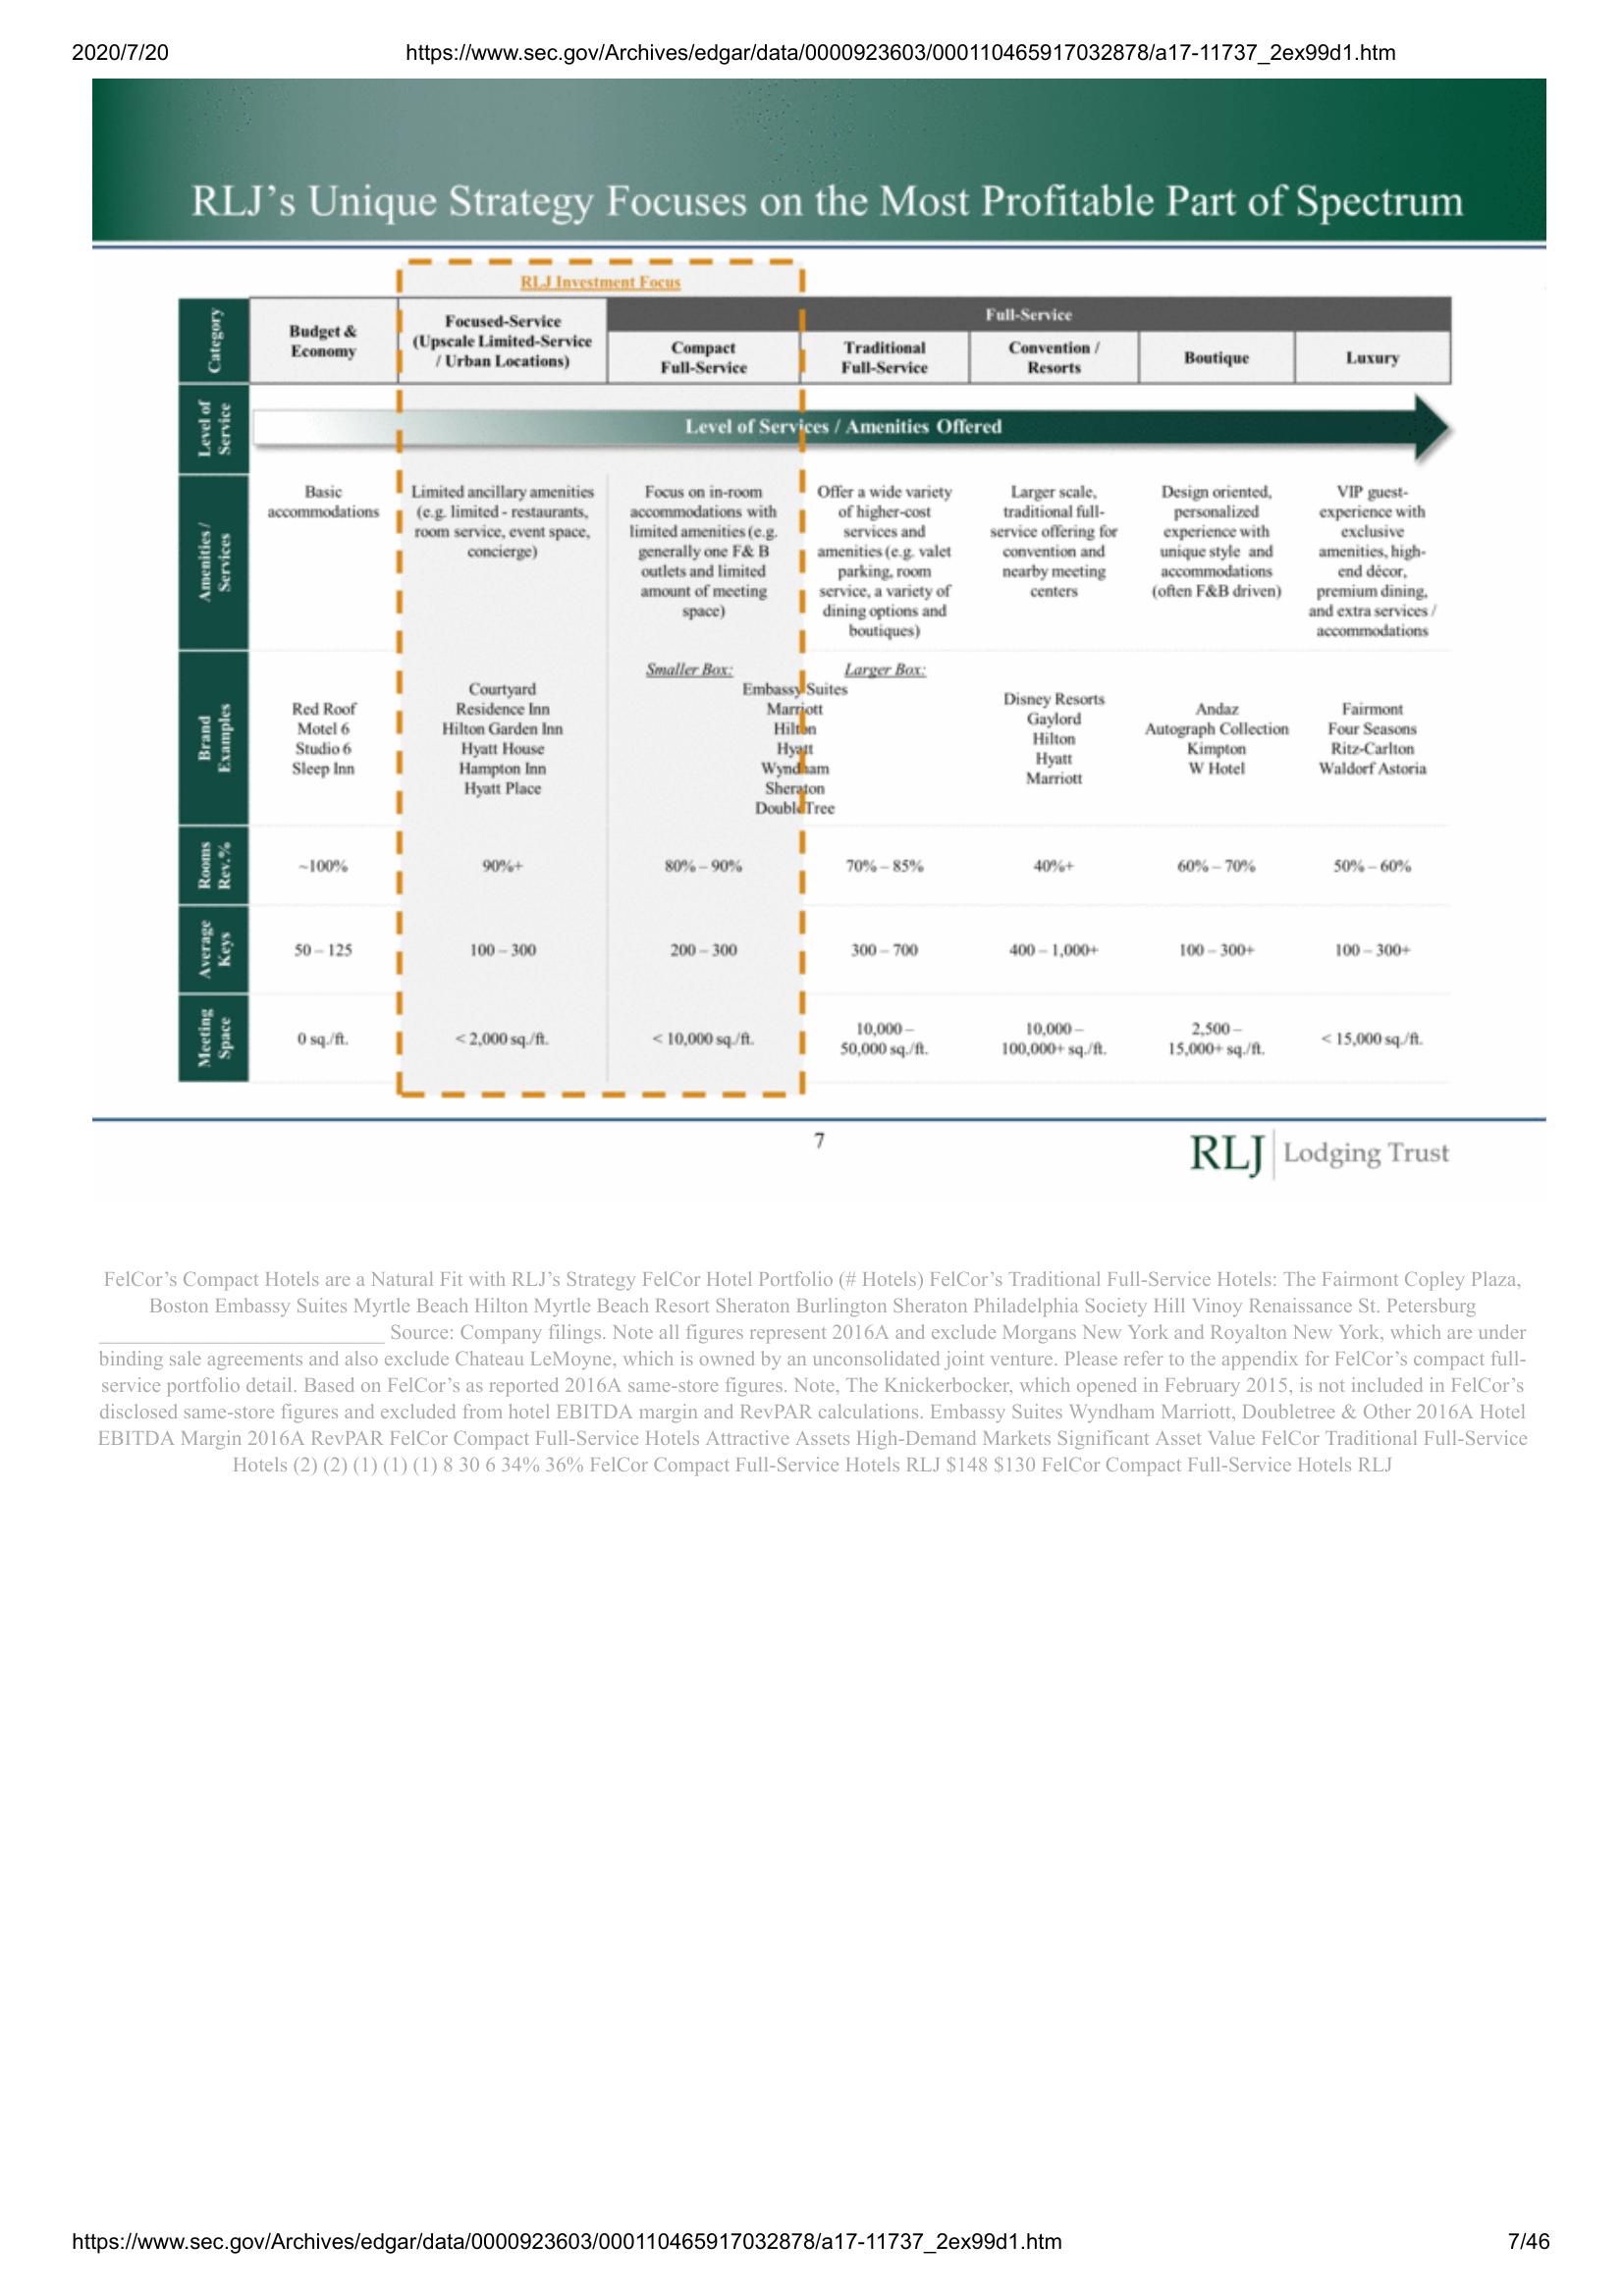 2020/7/20 https://www.sec.gov/Archives/edgar/data/0000923603/000110465917032878/a17-11737_2ex99d1.htm
RLJ’s Unique Strategy Focuses on the Most Profitable Part of Spectrum
RLJ Investment Focus
Category
Budget &
Economy
Focused-Service
(Upscale Limited-Service
/ Urban Locations)
Full-Service
Compact
Full-Service
Traditional
Full-Service
Convention /
Resorts
Boutique
Luxury
Level of
Service
Level of Services / Amenities Offered
Amenities /
Services
Basic
accommodations
Limited ancillary amenities
(e.g. limited - restaurants,
room service, event space,
concierge)
Focus on in-room
accommodations with
limited amenities (e.g.
generally one F& B
outlets and limited
amount of meeting
space)
Offer a wide variety
of higher-cost
services and
amenities (e.g. valet
parking, room
service, a variety of
dining options and
boutiques)
Larger scale,
traditional full-
service offering for
convention and
nearby meeting
centers
Design oriented,
personalized
experience with
unique style and
accommodations
(often F&B driven)
VIP guest-
experience with
exclusive
amenities, high-
end décor,
premium dining,
and extra services /
accommodations
Brand
Examples
Red Roof
Motel 6
Studio 6
Sleep Inn
Courtyard
Residence Inn
Hilton Garden Inn
Hyatt House
Hampton Inn
Hyatt Place
Smaller Box: Larger Box:
Embassy Suites
Marriott
Hilton
Hyatt
Wyndham
Sheraton
DoubleTree
Disney Resorts
Gaylord
Hilton
Hyatt
Marriott
Andaz
Autograph Collection
Kimpton
W Hotel
Fairmont
Four Seasons
Ritz-Carlton
Waldorf Astoria
Rooms
Rev.%
~100% 90%+ 80% – 90% 70% – 85% 40%+ 60% – 70% 50% – 60%
Average
Keys
50 – 125 100 – 300 200 – 300 300 – 700 400 – 1,000+ 100 – 300+ 100 – 300+
Meeting
Space
0 sq./ft.
< 2,000 sq./ft.
< 10,000 sq./ft.
10,000 –
50,000 sq./ft.
10,000 –
100,000+ sq./ft.
2,500 –
15,000+ sq./ft.
< 15,000 sq./ft.
7
RLJ Lodging Trust
FelCor’s Compact Hotels are a Natural Fit with RLJ’s Strategy FelCor Hotel Portfolio (# Hotels) FelCor’s Traditional Full-Service Hotels: The Fairmont Copley Plaza,
Boston Embassy Suites Myrtle Beach Hilton Myrtle Beach Resort Sheraton Burlington Sheraton Philadelphia Society Hill Vinoy Renaissance St. Petersburg
___________________________ Source: Company filings. Note all figures represent 2016A and exclude Morgans New York and Royalton New York, which are under
binding sale agreements and also exclude Chateau LeMoyne, which is owned by an unconsolidated joint venture. Please refer to the appendix for FelCor’s compact full-
service portfolio detail. Based on FelCor’s as reported 2016A same-store figures. Note, The Knickerbocker, which opened in February 2015, is not included in FelCor’s
disclosed same-store figures and excluded from hotel EBITDA margin and RevPAR calculations. Embassy Suites Wyndham Marriott, Doubletree & Other 2016A Hotel
EBITDA Margin 2016A RevPAR FelCor Compact Full-Service Hotels Attractive Assets High-Demand Markets Significant Asset Value FelCor Traditional Full-Service
Hotels (2) (2) (1) (1) (1) 8 30 6 34% 36% FelCor Compact Full-Service Hotels RLJ $148 $130 FelCor Compact Full-Service Hotels RLJ
https://www.sec.gov/Archives/edgar/data/0000923603/000110465917032878/a17-11737_2ex99d1.htm 7/46